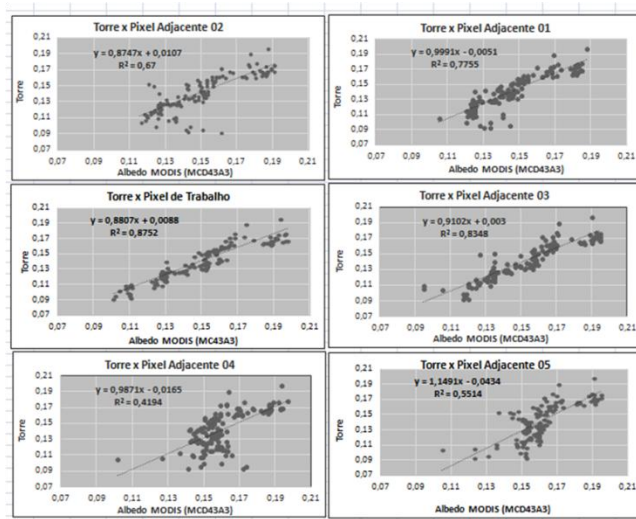 Torre x Pixel Adjacente 02
y = 0,8747x + 0,0107
R² = 0,67
0,21
0,19
0,17
0,15
0,13
0,11
0,09
0,07
Torre
0,07 0,09 0,11 0,13 0,15 0,17 0,19 0,21
Albedo MODIS (MCD43A3)
Torre x Pixel Adjacente 01
y = 0,9991x - 0,0051
R² = 0,7755
0,21
0,19
0,17
0,15
0,13
0,11
0,09
0,07
Torre
0,07 0,09 0,11 0,13 0,15 0,17 0,19 0,21
Albedo MODIS (MCD43A3)
Torre x Pixel de Trabalho
y = 0,8807x + 0,0088
R² = 0,8752
0,21
0,19
0,17
0,15
0,13
0,11
0,09
0,07
Torre
0,07 0,09 0,11 0,13 0,15 0,17 0,19 0,21
Albedo MODIS (MC43A3)
Torre x Pixel Adjacente 03
y = 0,9102x + 0,003
R² = 0,8348
0,21
0,19
0,17
0,15
0,13
0,11
0,09
0,07
Torre
0,07 0,09 0,11 0,13 0,15 0,17 0,19 0,21
Albedo MODIS (MCD43A3)
Torre x Pixel Adjacente 04
y = 0,9871x - 0,0165
R² = 0,4194
0,21
0,19
0,17
0,15
0,13
0,11
0,09
0,07
Torre
0,07 0,09 0,11 0,13 0,15 0,17 0,19 0,21
Albedo MODIS (MCD43A3)
Torre x Pixel Adjacente 05
y = 1,1491x - 0,0434
R² = 0,5514
0,21
0,19
0,17
0,15
0,13
0,11
0,09
0,07
Torre
0,07 0,09 0,11 0,13 0,15 0,17 0,19 0,21
Albedo MODIS (MCD43A3)